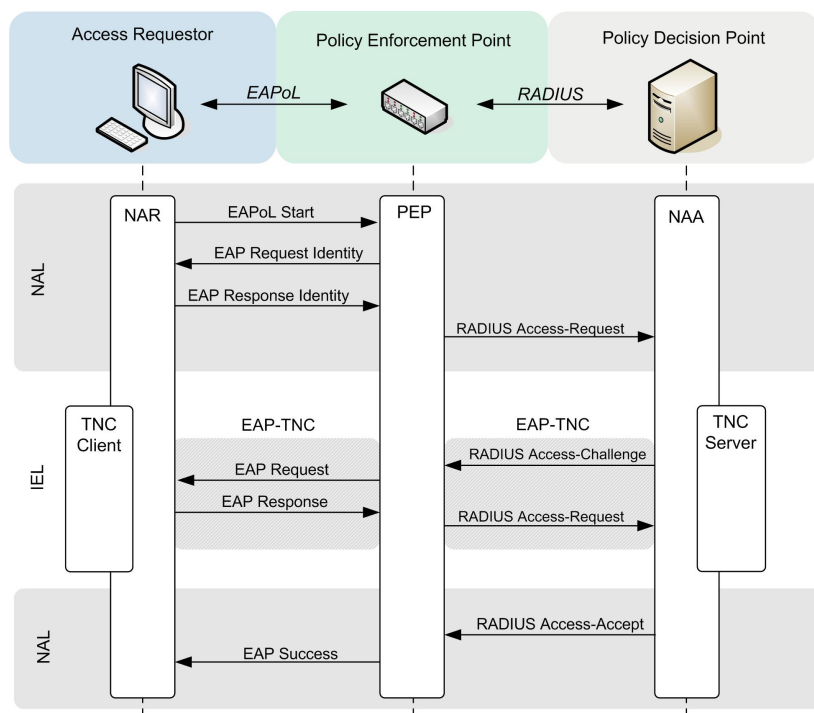 Access Requestor
Policy Enforcement Point
Policy Decision Point
EAPoL
RADIUS
NAR
PEP
NAA
NAL
EAPoL Start
EAP Request Identity
EAP Response Identity
RADIUS Access-Request
IEL
TNC
Client
EAP-TNC
EAP-TNC
TNC
Server
RADIUS Access-Challenge
EAP Request
EAP Response
RADIUS Access-Request
NAL
RADIUS Access-Accept
EAP Success